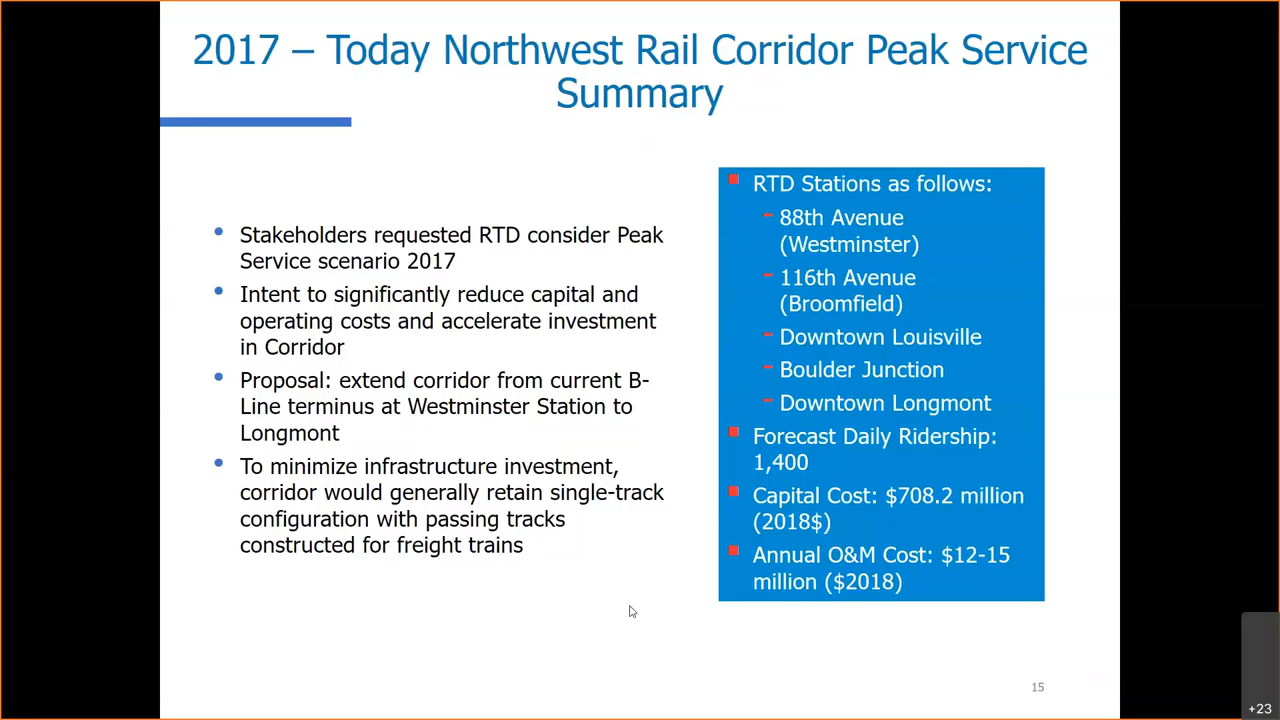 2017 – Today Northwest Rail Corridor Peak Service
Summary
Stakeholders requested RTD consider Peak
Service scenario 2017
Intent to significantly reduce capital and
operating costs and accelerate investment
in Corridor
Proposal: extend corridor from current B-
Line terminus at Westminster Station to
Longmont
To minimize infrastructure investment,
corridor would generally retain single-track
configuration with passing tracks
constructed for freight trains
RTD Stations as follows:
88th Avenue
(Westminster)
116th Avenue
(Broomfield)
Downtown Louisville
Boulder Junction
Downtown Longmont
Forecast Daily Ridership:
1,400
Capital Cost: $708.2 million
(2018$)
Annual O&M Cost: $12-15
million ($2018)
15
+23